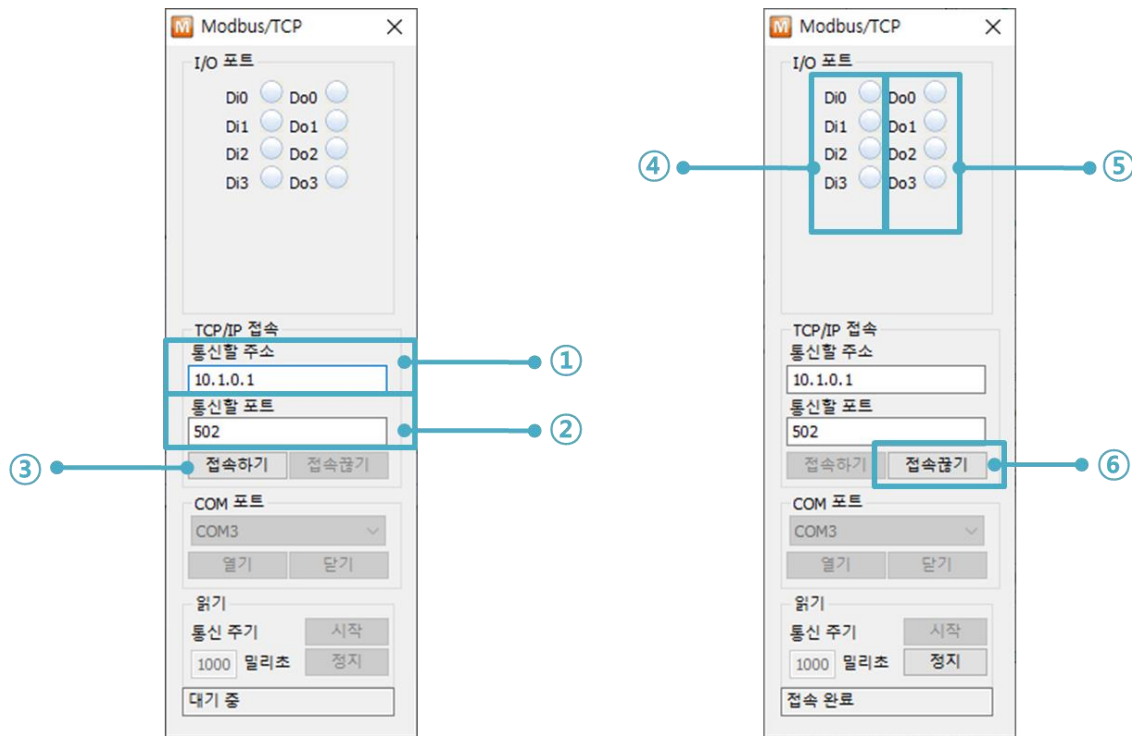 Modbus/TCP
I/O 포트
Di0 Do0
Di1 Do1
Di2 Do2
Di3 Do3
TCP/IP 접속
통신할 주소
10.1.0.1
①
통신할 포트
502
②
③
접속하기 접속끊기
COM 포트
COM3
열기 닫기
읽기
통신 주기 시작
1000 밀리초 정지
대기 중
Modbus/TCP
I/O 포트
Di0 Do0
Di1 Do1
Di2 Do2
Di3 Do3
④
⑤
TCP/IP 접속
통신할 주소
10.1.0.1
통신할 포트
502
접속하기 접속끊기
⑥
COM 포트
COM3
열기 닫기
읽기
통신 주기 시작
1000 밀리초 정지
접속 완료